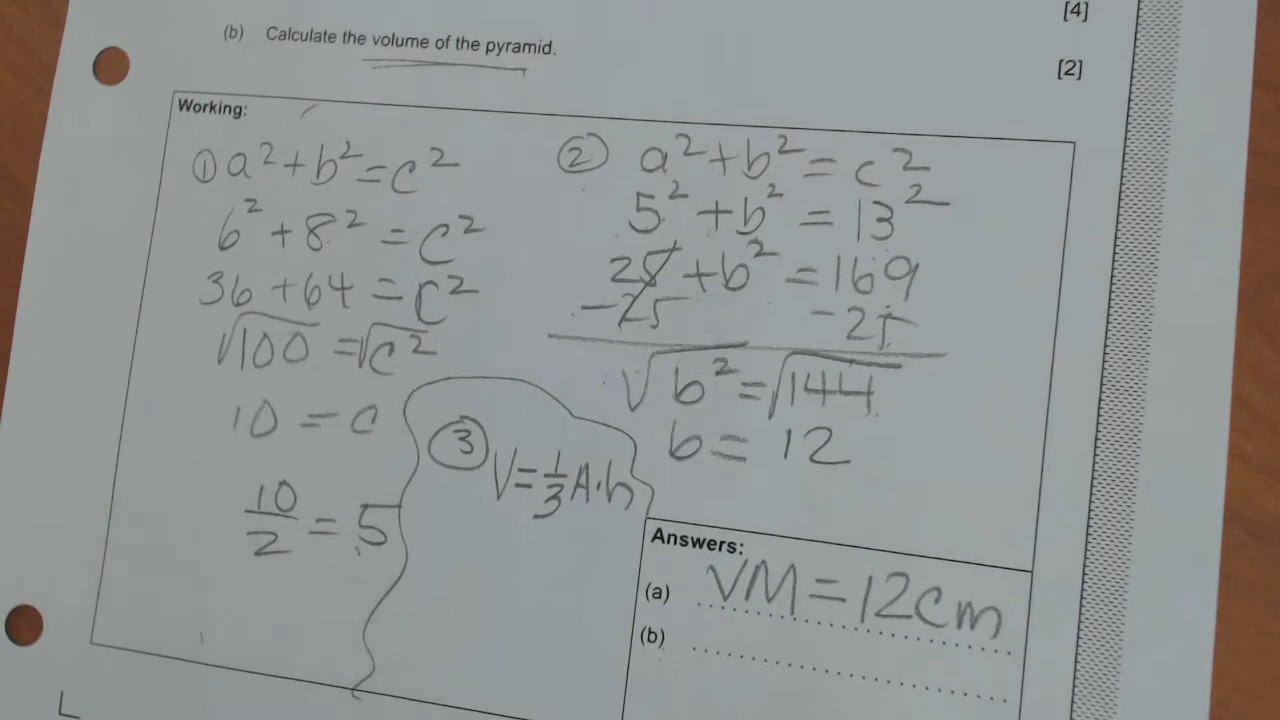 [4]
(b) Calculate the volume of the pyramid.
[2]
Working:
① a² + b² = c²
6² + 8² = c²
36 + 64 = c²
√100 = √c²
10 = c
10/2 = 5
② a² + b² = c²
5² + b² = 13²
25 + b² = 169
-25 -25
√b² = √144
b = 12
③ V = 1/3 A·h
Answers:
(a) VM = 12cm
(b)